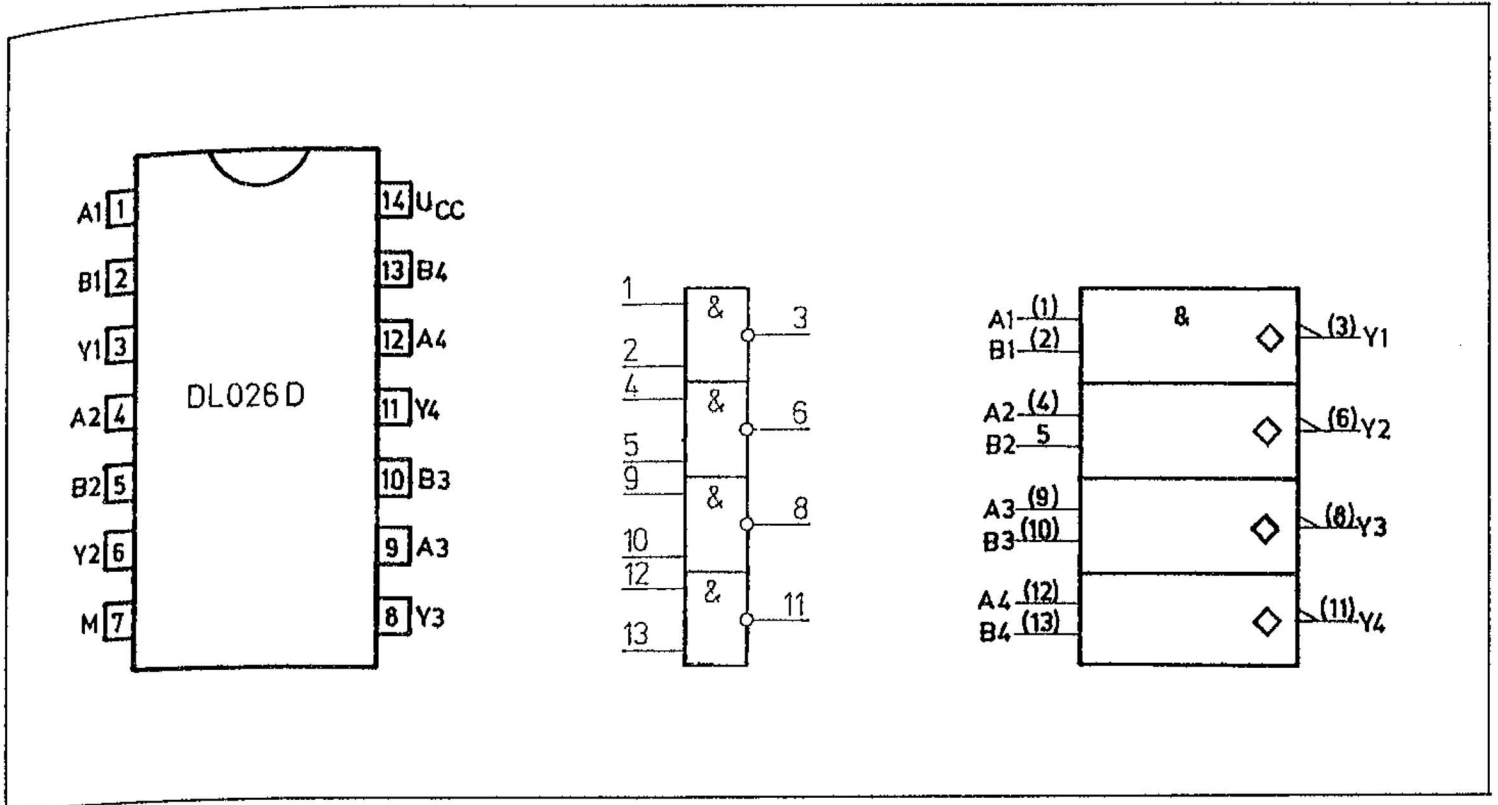 A1 1
B1 2
Y1 3
A2 4
B2 5
Y2 6
M 7
DL026D
14 UCC
13 B4
12 A4
11 Y4
10 B3
9 A3
8 Y3
1
&
3
2
4
&
6
5
9
&
8
10
12
&
11
13
&
A1 (1)
B1 (2)
(3) Y1
A2 (4)
B2 5
(6) Y2
A3 (9)
B3 (10)
(8) Y3
A4 (12)
B4 (13)
(11) Y4